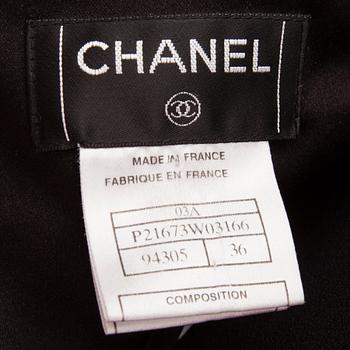 CHANEL
MADE IN FRANCE
FABRIQUE EN FRANCE
03A
P21673W03166
94305 36
COMPOSITION